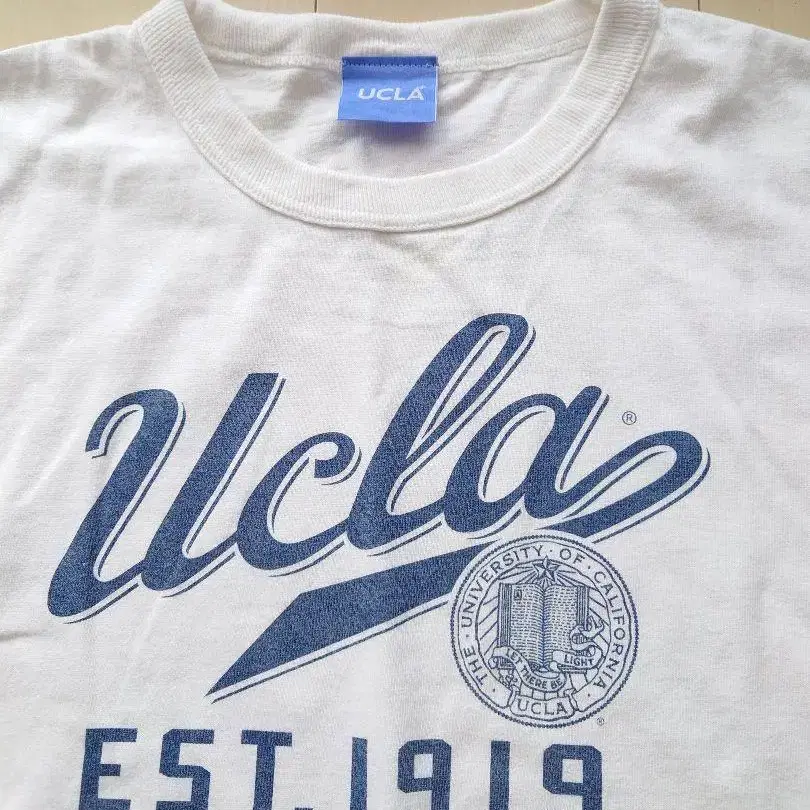 UCLA
Ucla ®
· THE · UNIVERSITY · OF · CALIFORNIA ·
LET THERE BE LIGHT
UCLA
®
EST. 1919